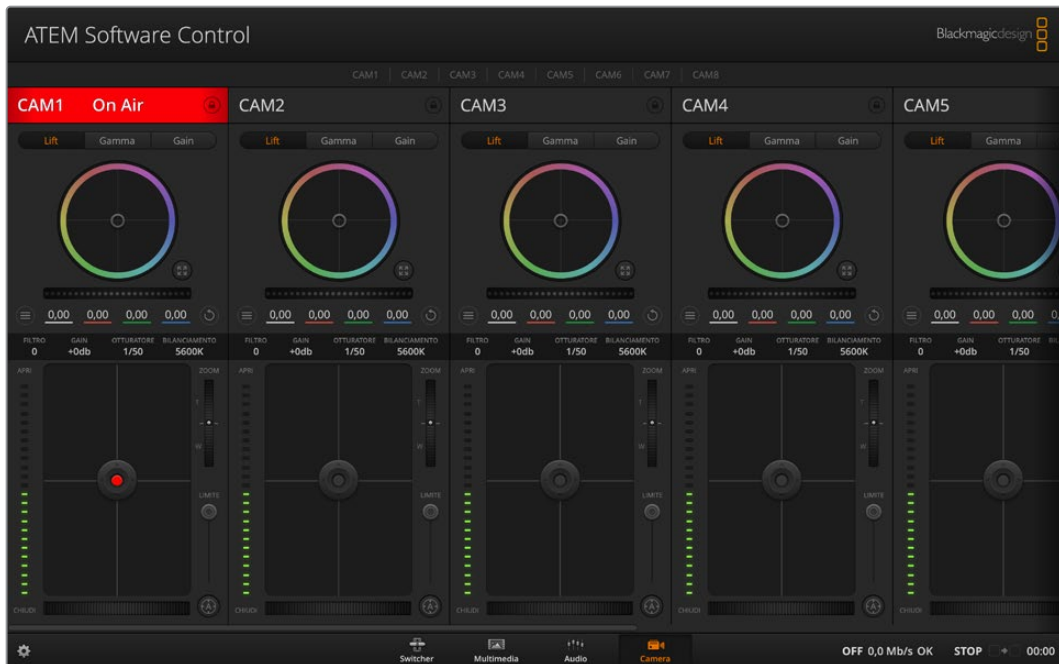 ATEM Software Control
Blackmagicdesign
CAM1 CAM2 CAM3 CAM4 CAM5 CAM6 CAM7 CAM8
CAM1 On Air CAM2 CAM3 CAM4 CAM5
Lift Gamma Gain Lift Gamma Gain Lift Gamma Gain Lift Gamma Gain Lift Gamma
0,00 0,00 0,00 0,00 0,00 0,00 0,00 0,00 0,00 0,00 0,00 0,00 0,00 0,00 0,00 0,00 0,00 0,00 0,00
FILTRO GAIN OTTURATORE BILANCIAMENTO FILTRO GAIN OTTURATORE BILANCIAMENTO FILTRO GAIN OTTURATORE BILANCIAMENTO FILTRO GAIN OTTURATORE BILANCIAMENTO FILTRO GAIN OTTURATORE
0 +0db 1/50 5600K 0 +0db 1/50 5600K 0 +0db 1/50 5600K 0 +0db 1/50 5600K 0 +0db 1/50
APRI ZOOM APRI ZOOM APRI ZOOM APRI ZOOM APRI
T T T T
W W W W
LIMITE LIMITE LIMITE LIMITE
CHIUDI A CHIUDI A CHIUDI A CHIUDI A CHIUDI
Switcher Multimedia Audio Camera
OFF 0,0 Mb/s OK STOP 00:00